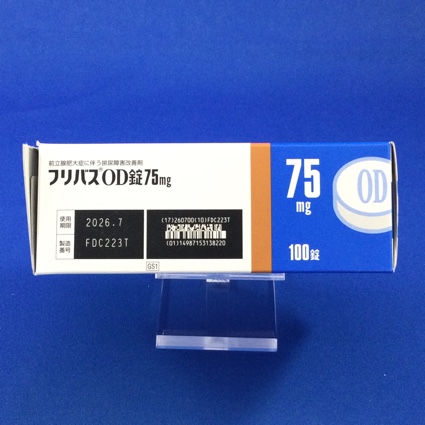 前立腺肥大症に伴う排尿障害改善剤
フリバスOD錠75mg
使用期限 2026.7
製造番号 FDC223T
(17)260700(10)FDC223T
(01)14987153138220
GS1
75
mg
OD
100錠